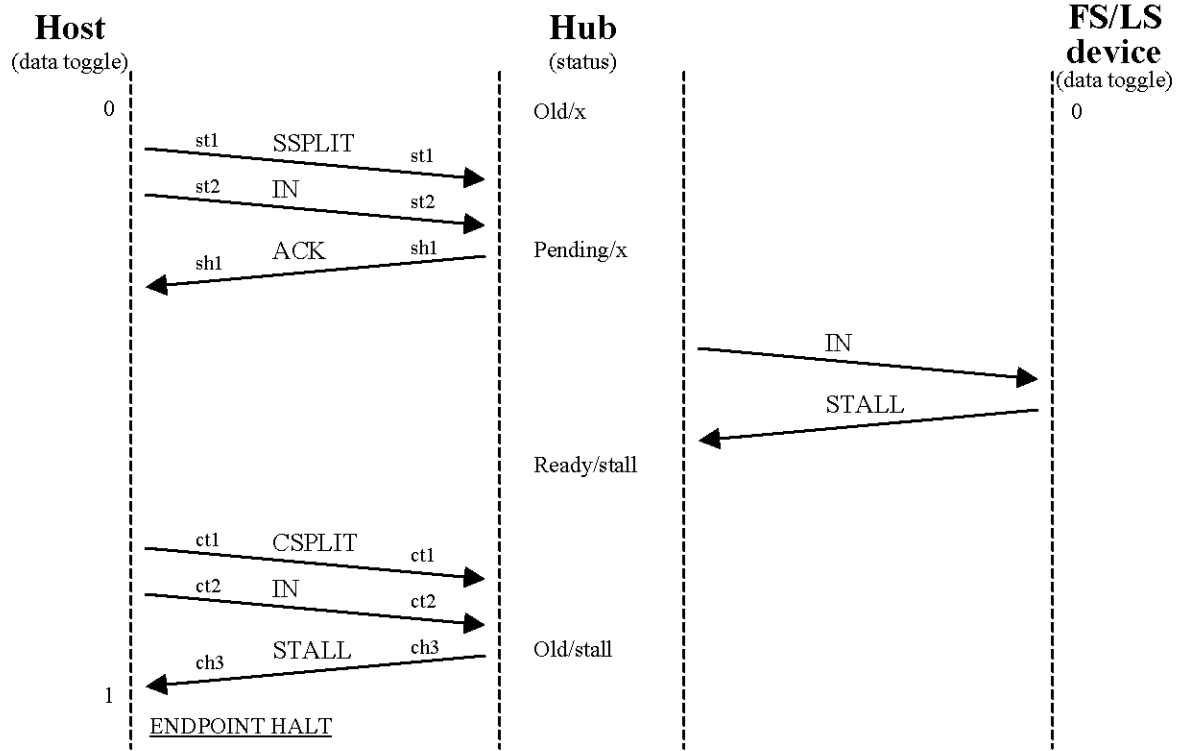 Host
(data toggle)
Hub
(status)
FS/LS
device
(data toggle)
0
Old/x
0
st1 SSPLIT st1
st2 IN st2
sh1 ACK sh1
Pending/x
IN
STALL
Ready/stall
ct1 CSPLIT ct1
ct2 IN ct2
ch3 STALL ch3
Old/stall
1
ENDPOINT HALT